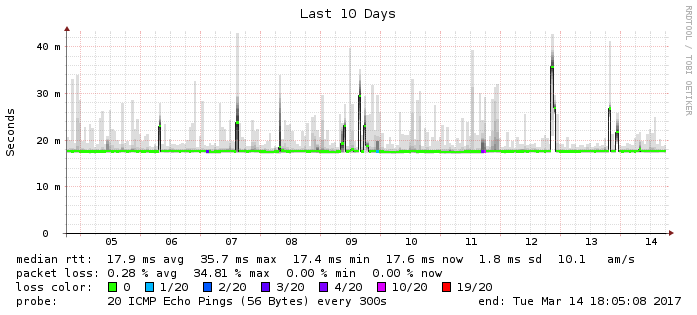 Last 10 Days
RRDTOOL / TOBI OETIKER
Seconds
40 m
30 m
20 m
10 m
0
05 06 07 08 09 10 11 12 13 14
median rtt: 17.9 ms avg 35.7 ms max 17.4 ms min 17.6 ms now 1.8 ms sd 10.1 am/s
packet loss: 0.28 % avg 34.81 % max 0.00 % min 0.00 % now
loss color: 0 1/20 2/20 3/20 4/20 10/20 19/20
probe: 20 ICMP Echo Pings (56 Bytes) every 300s end: Tue Mar 14 18:05:08 2017